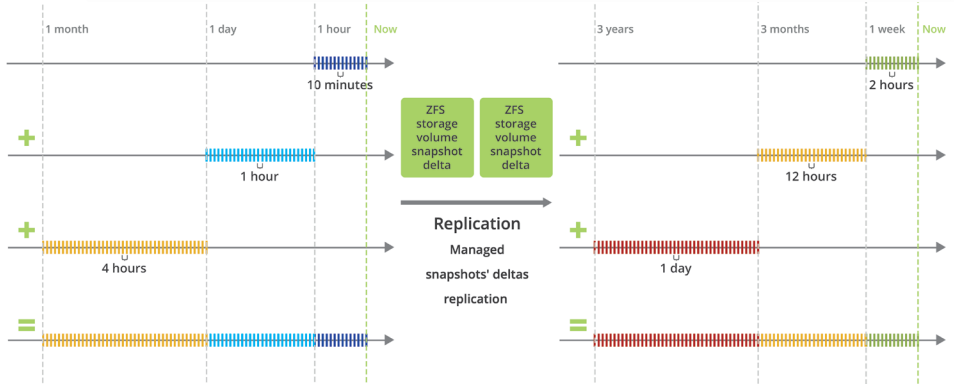 1 month
1 day
1 hour
Now
10 minutes
+
1 hour
+
4 hours
=
ZFS
storage
volume
snapshot
delta
ZFS
storage
volume
snapshot
delta
Replication
Managed
snapshots' deltas
replication
3 years
3 months
1 week
Now
2 hours
+
12 hours
+
1 day
=